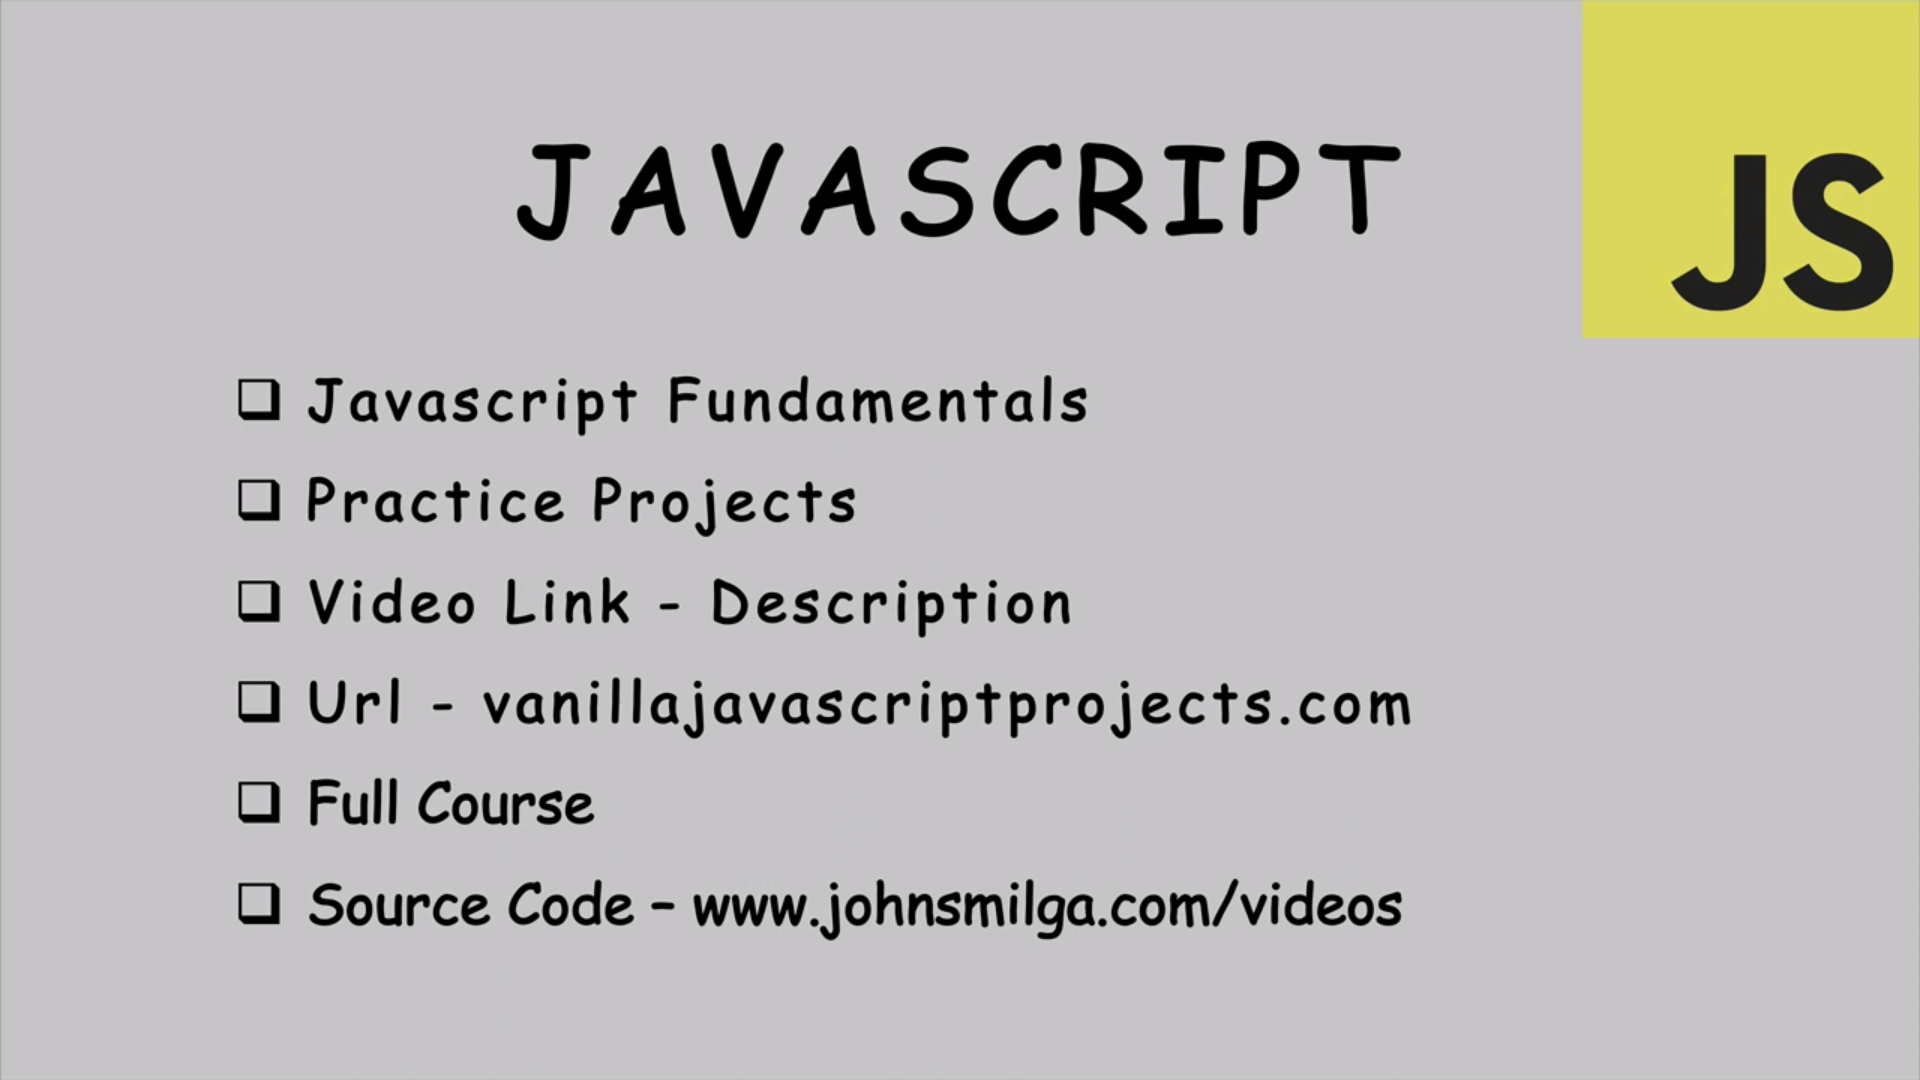 JAVASCRIPT
JS
Javascript Fundamentals
Practice Projects
Video Link - Description
Url - vanillajavascriptprojects.com
Full Course
Source Code – www.johnsmilga.com/videos